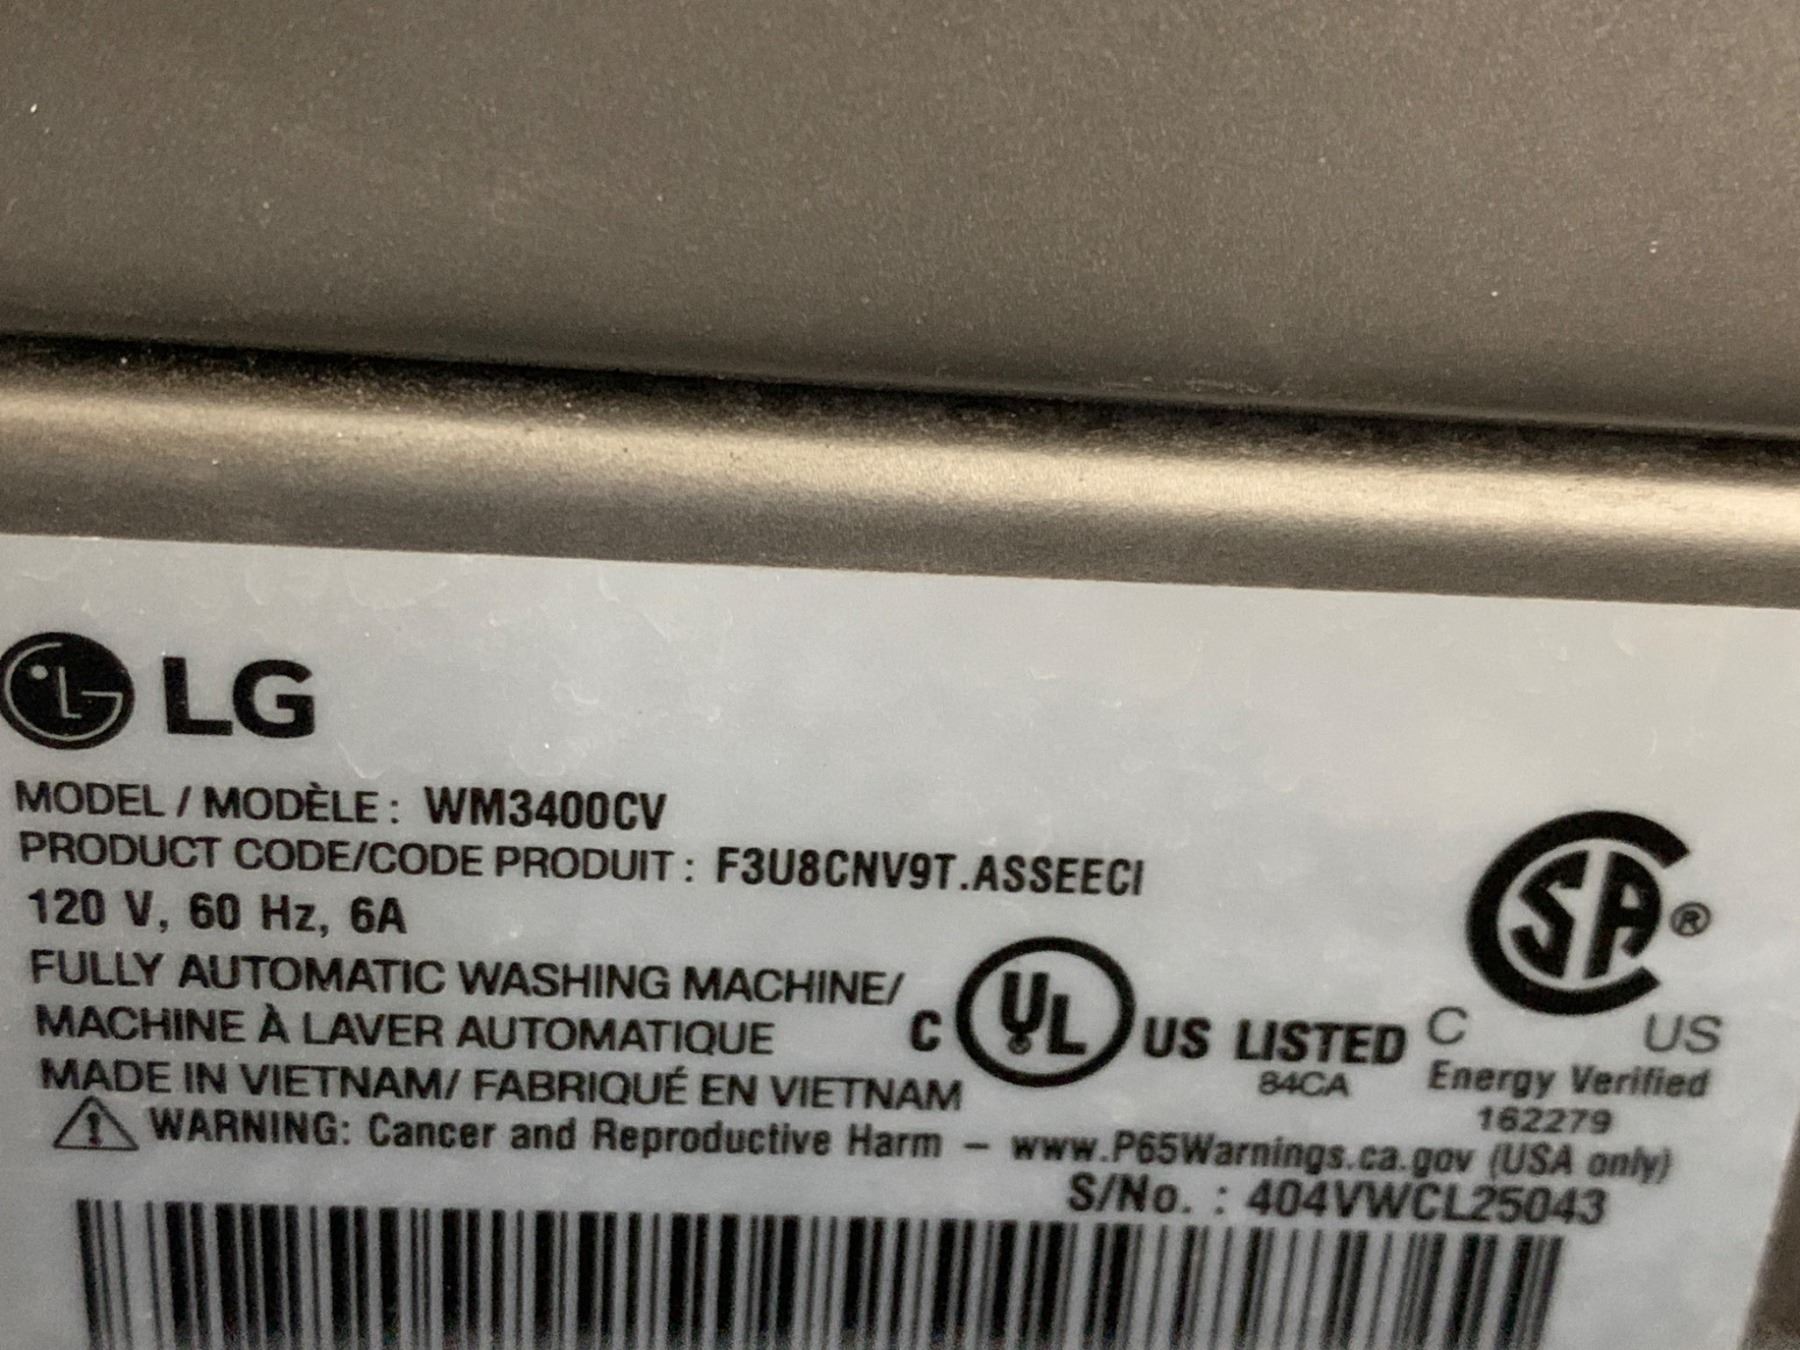 LG
MODEL / MODÈLE : WM3400CV
PRODUCT CODE/CODE PRODUIT : F3U8CNV9T.ASSEECI
120 V, 60 Hz, 6A
FULLY AUTOMATIC WASHING MACHINE/
MACHINE À LAVER AUTOMATIQUE
MADE IN VIETNAM/ FABRIQUÉ EN VIETNAM
C UL US LISTED
84CA
SA ®
C US
Energy Verified
162279
WARNING: Cancer and Reproductive Harm – www.P65Warnings.ca.gov (USA only)
S/No. : 404VWCL25043